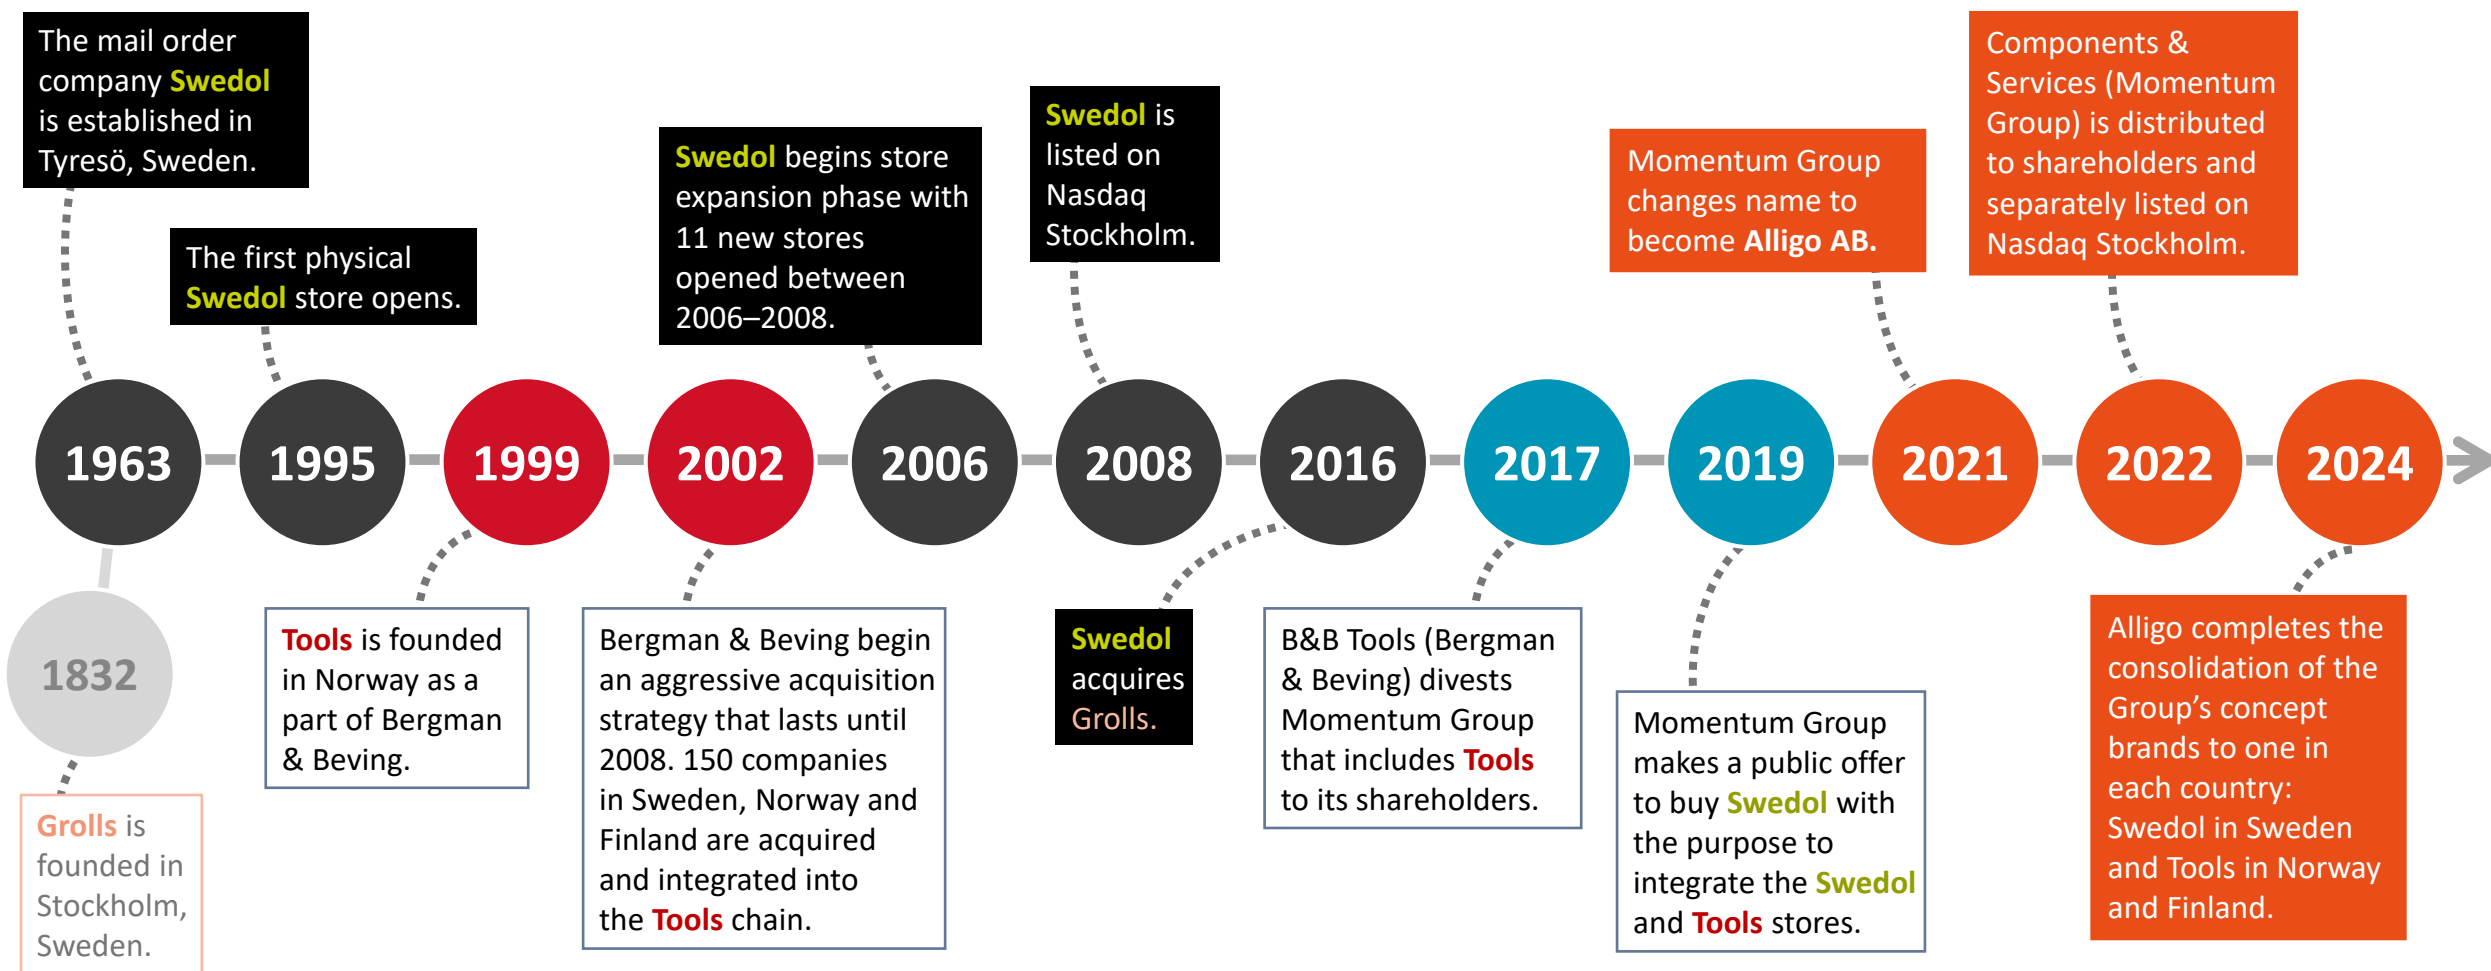 The mail order
company Swedol
is established in
Tyresö, Sweden.
The first physical
Swedol store opens.
Swedol begins store
expansion phase with
11 new stores
opened between
2006–2008.
Swedol is
listed on
Nasdaq
Stockholm.
Momentum Group
changes name to
become Alligo AB.
Components &
Services (Momentum
Group) is distributed
to shareholders and
separately listed on
Nasdaq Stockholm.
1963
1995
1999
2002
2006
2008
2016
2017
2019
2021
2022
2024
1832
Grolls is
founded in
Stockholm,
Sweden.
Tools is founded
in Norway as a
part of Bergman
& Beving.
Bergman & Beving begin
an aggressive acquisition
strategy that lasts until
2008. 150 companies
in Sweden, Norway and
Finland are acquired
and integrated into
the Tools chain.
Swedol
acquires
Grolls.
B&B Tools (Bergman
& Beving) divests
Momentum Group
that includes Tools
to its shareholders.
Momentum Group
makes a public offer
to buy Swedol with
the purpose to
integrate the Swedol
and Tools stores.
Alligo completes the
consolidation of the
Group’s concept
brands to one in
each country:
Swedol in Sweden
and Tools in Norway
and Finland.